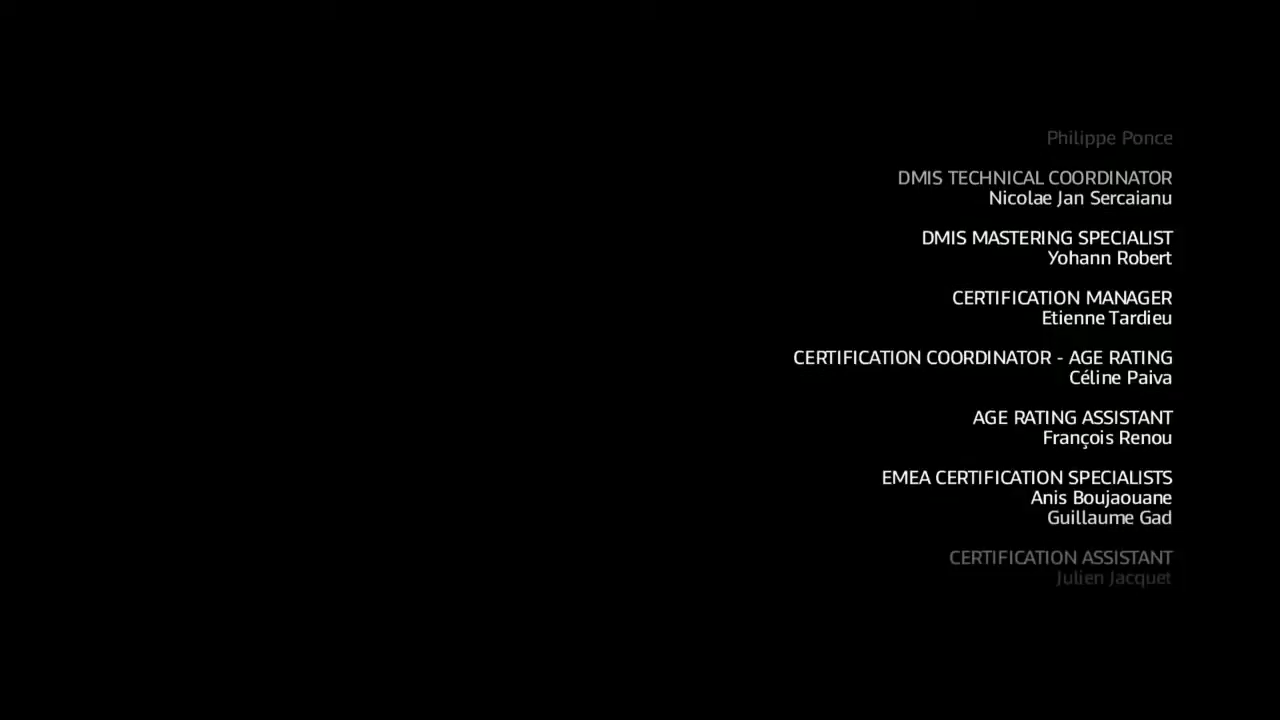 Philippe Ponce
DMIS TECHNICAL COORDINATOR
Nicolae Jan Sercaianu
DMIS MASTERING SPECIALIST
Yohann Robert
CERTIFICATION MANAGER
Etienne Tardieu
CERTIFICATION COORDINATOR - AGE RATING
Céline Paiva
AGE RATING ASSISTANT
François Renou
EMEA CERTIFICATION SPECIALISTS
Anis Boujaouane
Guillaume Gad
CERTIFICATION ASSISTANT
Julien Jacquet